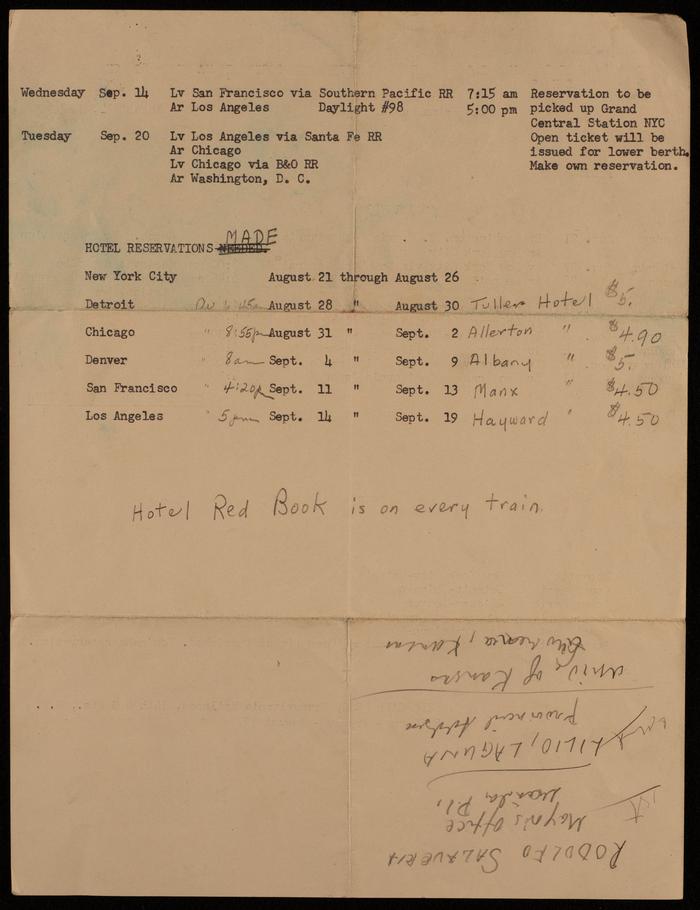 Wednesday Sep. 14 Lv San Francisco via Southern Pacific RR 7:15 am Reservation to be
Ar Los Angeles Daylight #98 5:00 pm picked up Grand
Central Station NYC
Tuesday Sep. 20 Lv Los Angeles via Santa Fe RR Open ticket will be
Ar Chicago issued for lower berth.
Lv Chicago via B&O RR Make own reservation.
Ar Washington, D. C.
MADE
HOTEL RESERVATIONS NEEDED.
New York City August 21 through August 26
Detroit August 28 " August 30 Tuller Hotel $5.
Chicago " 8:55pm August 31 " Sept. 2 Allerton " $4.90
Denver " 8am Sept. 4 " Sept. 9 Albany " $5.
San Francisco " 4:20p Sept. 11 " Sept. 13 Manx " $4.50
Los Angeles " 5pm Sept. 14 " Sept. 19 Hayward " $4.50
Hotel Red Book is on every train.
RODOLFO SALAVERIA
1st Mayor's Office
Manila, P.I.
LILIO, LAGUNA
Univ. of Kansas
Lawrence, Kansas